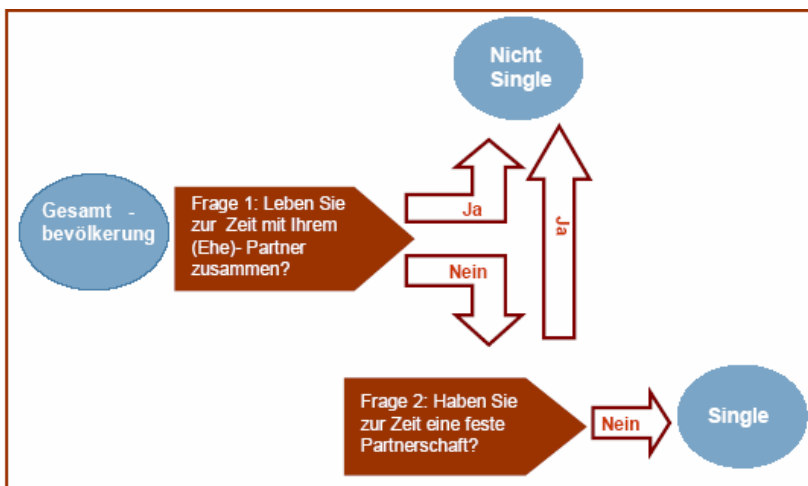 Nicht
Single
Gesamt -
bevölkerung
Frage 1: Leben Sie
zur Zeit mit Ihrem
(Ehe)- Partner
zusammen?
Ja
Ja
Nein
Frage 2: Haben Sie
zur Zeit eine feste
Partnerschaft?
Nein
Single